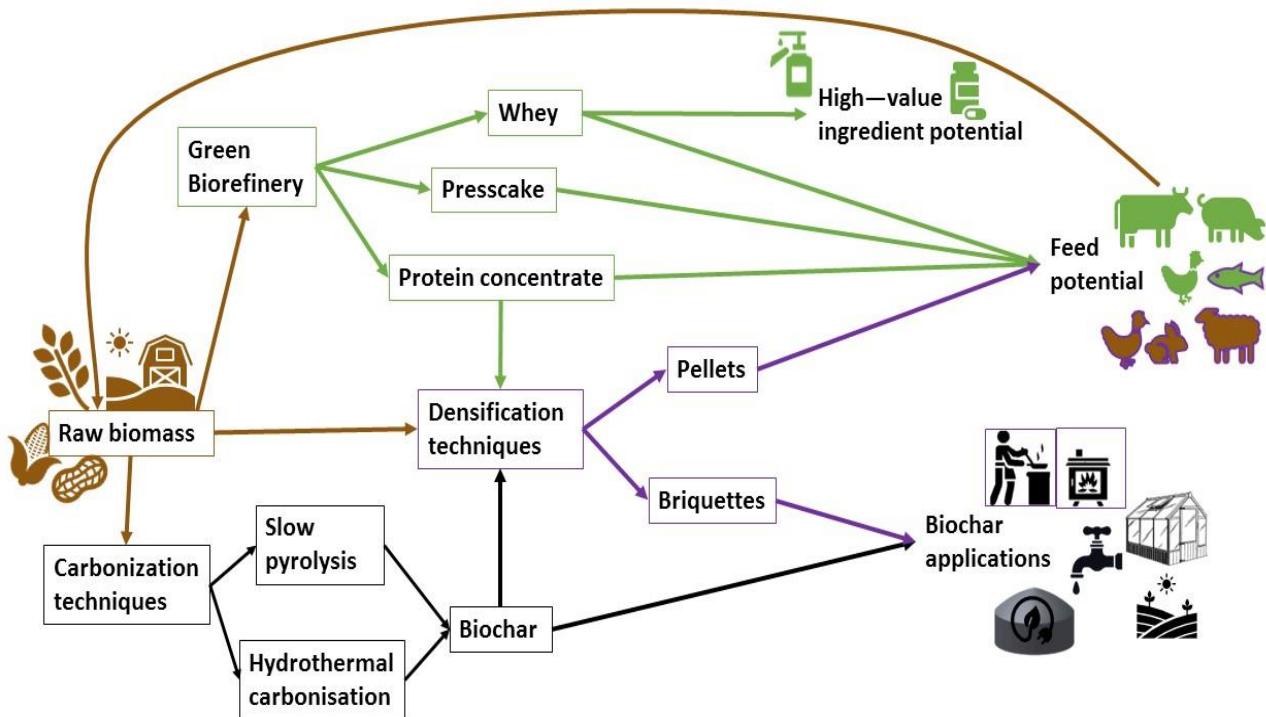 Whey
High—value
ingredient potential
Green
Biorefinery
Presscake
Protein concentrate
Feed
potential
Pellets
Raw biomass
Densification
techniques
Briquettes
Biochar
applications
Slow
pyrolysis
Carbonization
techniques
Biochar
Hydrothermal
carbonisation